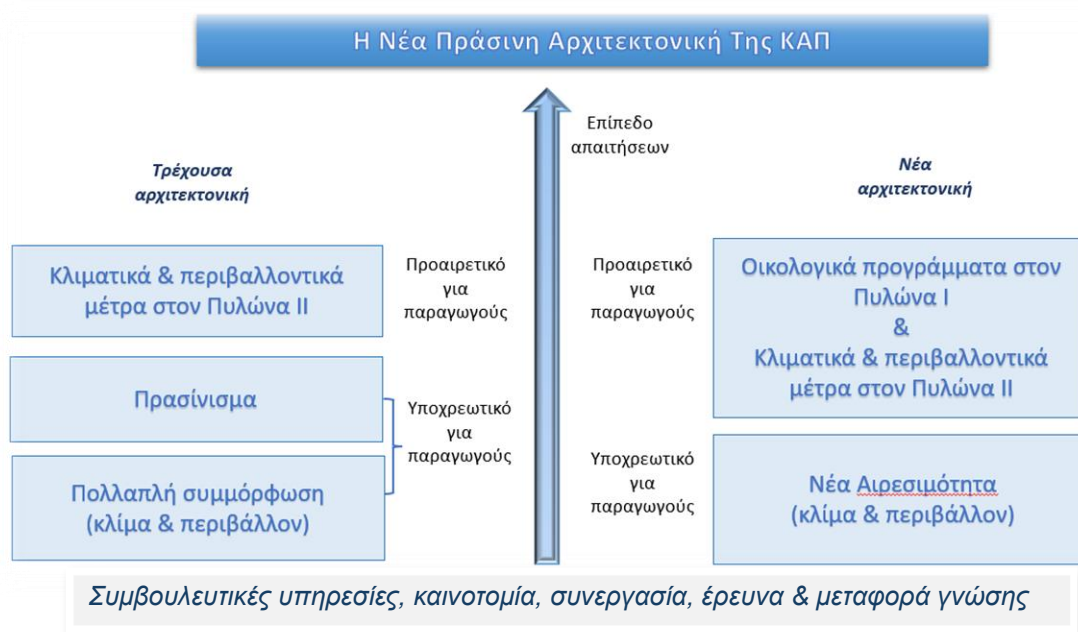 Η Νέα Πράσινη Αρχιτεκτονική Της ΚΑΠ
Επίπεδο
απαιτήσεων
Τρέχουσα
αρχιτεκτονική
Νέα
αρχιτεκτονική
Κλιματικά & περιβαλλοντικά
μέτρα στον Πυλώνα ΙΙ
Προαιρετικό
για
παραγωγούς
Προαιρετικό
για
παραγωγούς
Οικολογικά προγράμματα στον
Πυλώνα Ι
&
Κλιματικά & περιβαλλοντικά
μέτρα στον Πυλώνα ΙΙ
Πρασίνισμα
Υποχρεωτικό
για
παραγωγούς
Πολλαπλή συμμόρφωση
(κλίμα & περιβάλλον)
Υποχρεωτικό
για
παραγωγούς
Νέα Αιρεσιμότητα
(κλίμα & περιβάλλον)
Συμβουλευτικές υπηρεσίες, καινοτομία, συνεργασία, έρευνα & μεταφορά γνώσης